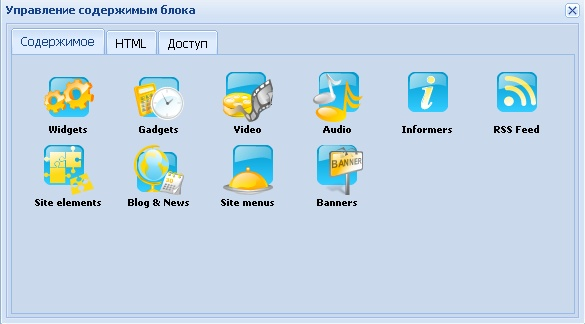 Управление содержимым блока
Содержимое HTML Доступ
Widgets Gadgets Video Audio Informers RSS Feed
Site elements Blog & News Site menus Banners
BANNER